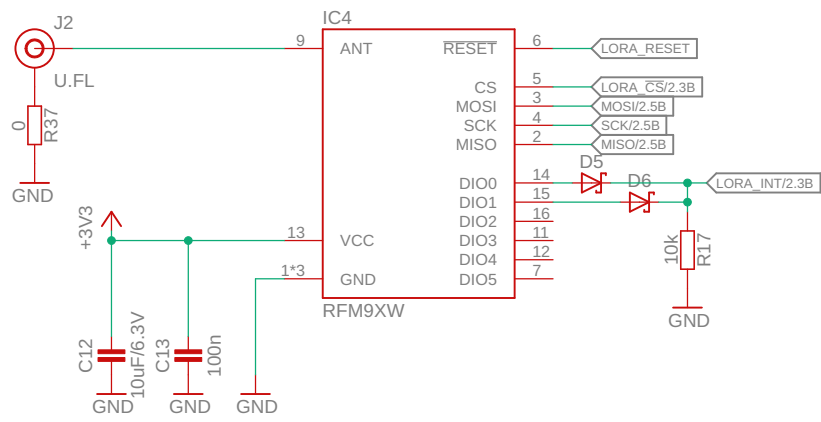 J2
IC4
9
ANT
RESET
6
LORA_RESET
U.FL
CS
5
LORA_CS/2.3B
MOSI
3
MOSI/2.5B
0
R37
SCK
4
SCK/2.5B
MISO
2
MISO/2.5B
D5
DIO0
14
D6
LORA_INT/2.3B
GND
DIO1
15
DIO2
16
+3V3
13
VCC
DIO3
11
10k
R17
DIO4
12
1*3
GND
DIO5
7
RFM9XW
GND
C12
10uF/6.3V
C13
100n
GND
GND
GND